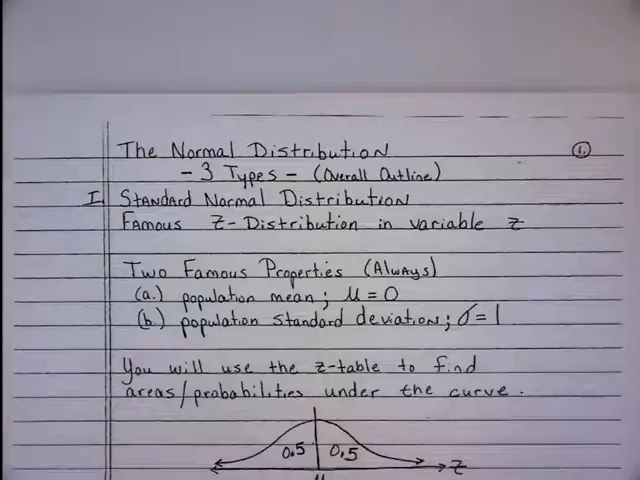 The Normal Distribution 1.
- 3 Types - (Overall Outline)
I. Standard Normal Distribution
Famous Z-Distribution in variable Z
Two Famous Properties (Always)
(a.) population mean; μ = 0
(b.) population standard deviation; σ = 1
You will use the z-table to find
areas/probabilities under the curve.
0.5 0.5
Z